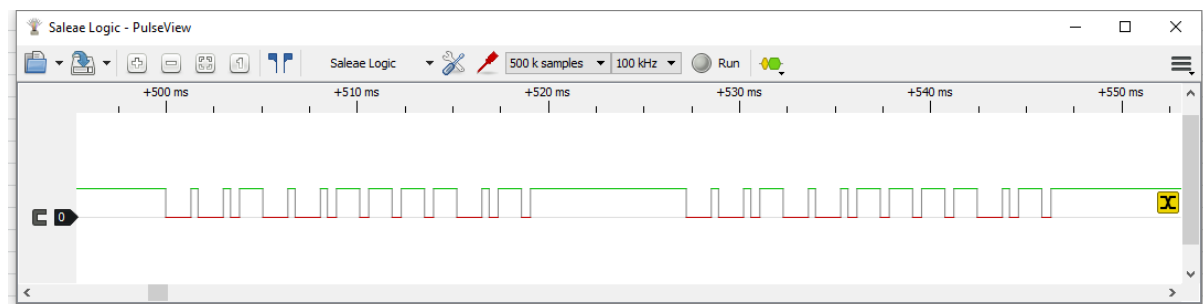 Saleae Logic - PulseView
Saleae Logic 500 k samples 100 kHz Run
+500 ms +510 ms +520 ms +530 ms +540 ms +550 ms
0